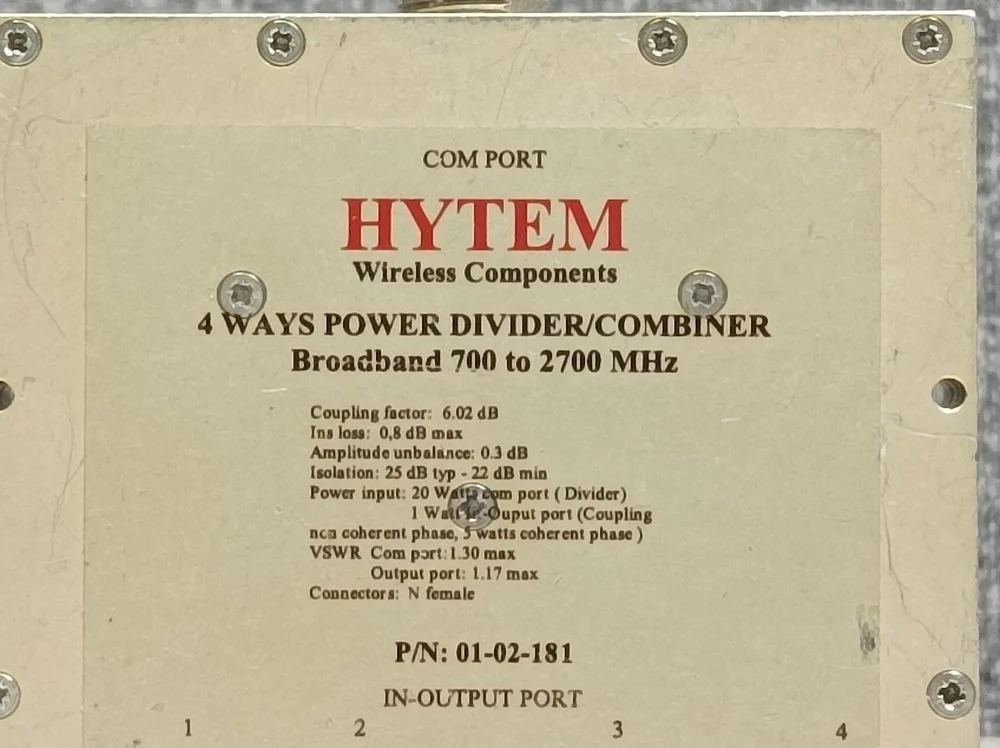 COM PORT
HYTEM
Wireless Components
4 WAYS POWER DIVIDER/COMBINER
Broadband 700 to 2700 MHz
Coupling factor: 6.02 dB
Ins loss: 0,8 dB max
Amplitude unbalance: 0.3 dB
Isolation: 25 dB typ - 22 dB min
Power input: 20 Watts com port ( Divider)
1 Watt -Ouput port (Coupling
non coherent phase, 5 watts coherent phase )
VSWR Com port:1.30 max
Output port: 1.17 max
Connectors: N female
P/N: 01-02-181
IN-OUTPUT PORT
1 2 3 4